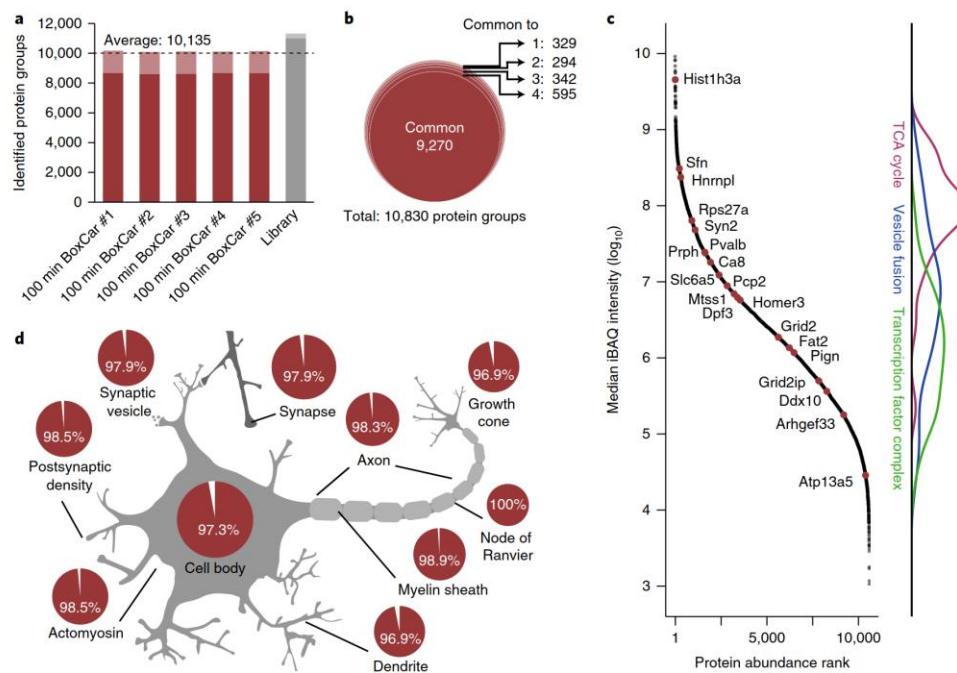 a
Identified protein groups
12,000
10,000
8,000
6,000
4,000
2,000
0
Average: 10,135
100 min BoxCar #1
100 min BoxCar #2
100 min BoxCar #3
100 min BoxCar #4
100 min BoxCar #5
Library
b
Common to
1: 329
2: 294
3: 342
4: 595
Common
9,270
Total: 10,830 protein groups
c
Median iBAQ intensity (log10)
10
9
8
7
6
5
4
3
Hist1h3a
Sfn
Hnrnpl
Rps27a
Syn2
Prph
Pvalb
Ca8
Slc6a5
Pcp2
Mtss1
Homer3
Dpf3
Grid2
Fat2
Pign
Grid2ip
Ddx10
Arhgef33
Atp13a5
1
5,000
10,000
Protein abundance rank
TCA cycle
Vesicle fusion
Transcription factor complex
d
97.9%
Synaptic
vesicle
97.9%
Synapse
96.9%
Growth
cone
98.3%
Axon
98.5%
Postsynaptic
density
97.3%
Cell body
100%
Node of
Ranvier
98.9%
Myelin sheath
98.5%
Actomyosin
96.9%
Dendrite